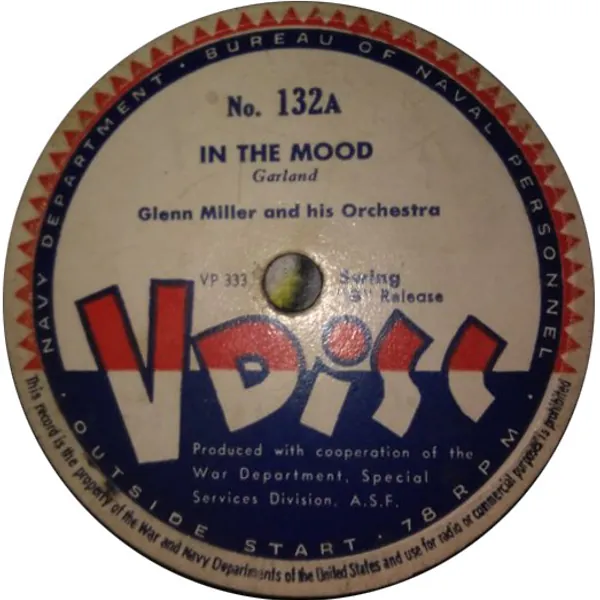 NAVY DEPARTMENT · BUREAU OF NAVAL PERSONNEL
No. 132A
IN THE MOOD
Garland
Glenn Miller and his Orchestra
VP 333
Swing
"G" Release
V Disc
Produced with cooperation of the
War Department, Special
Services Division, A.S.F.
· OUTSIDE START · 78 RPM ·
This record is the property of the War and Navy Departments of the United States and use for radio or commercial purposes is prohibited